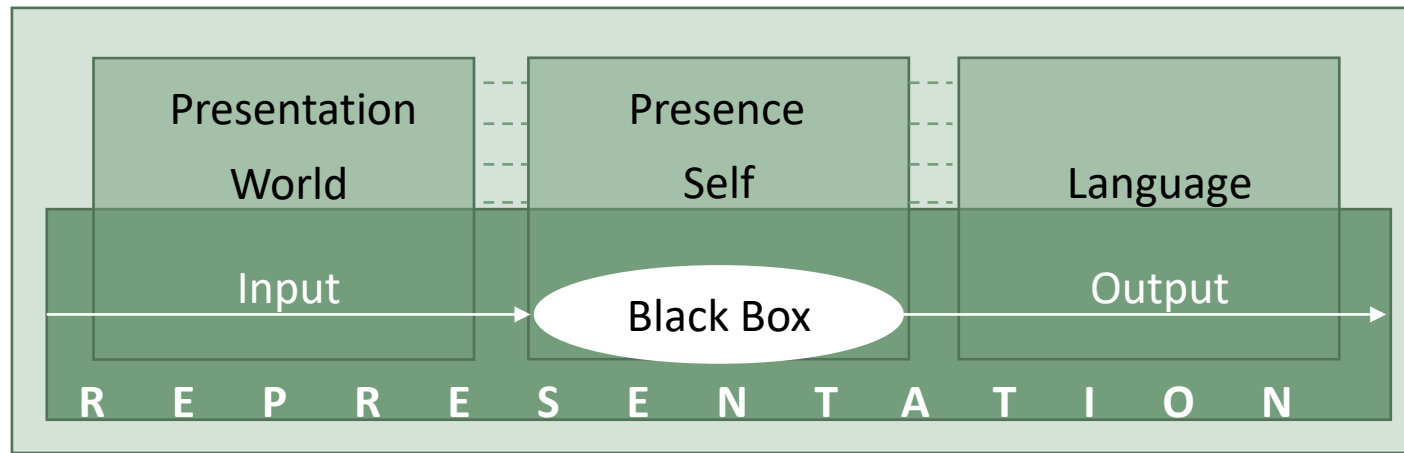 Presentation
World
Presence
Self
Language
Input
Black Box
Output
R E P R E S E N T A T I O N